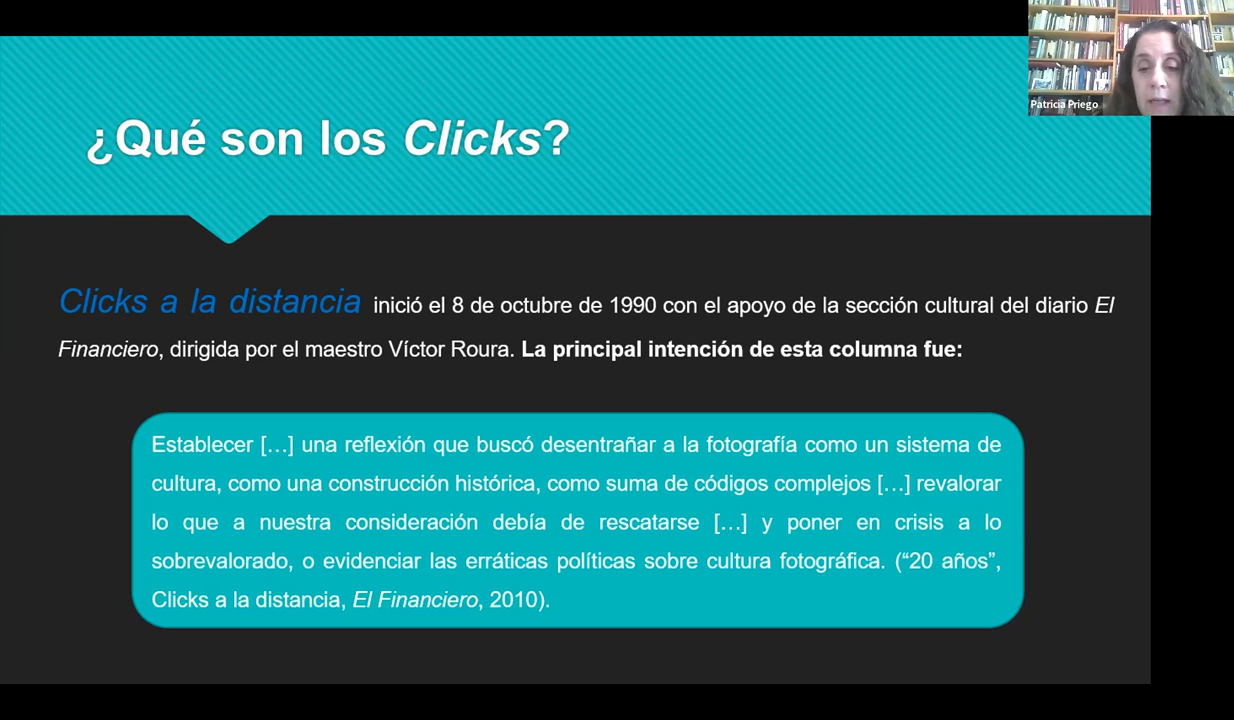 Patricia Priego
¿Qué son los Clicks?
Clicks a la distancia inició el 8 de octubre de 1990 con el apoyo de la sección cultural del diario El
Financiero, dirigida por el maestro Víctor Roura. La principal intención de esta columna fue:
Establecer […] una reflexión que buscó desentrañar a la fotografía como un sistema de
cultura, como una construcción histórica, como suma de códigos complejos […] revalorar
lo que a nuestra consideración debía de rescatarse […] y poner en crisis a lo
sobrevalorado, o evidenciar las erráticas políticas sobre cultura fotográfica. (“20 años”,
Clicks a la distancia, El Financiero, 2010).